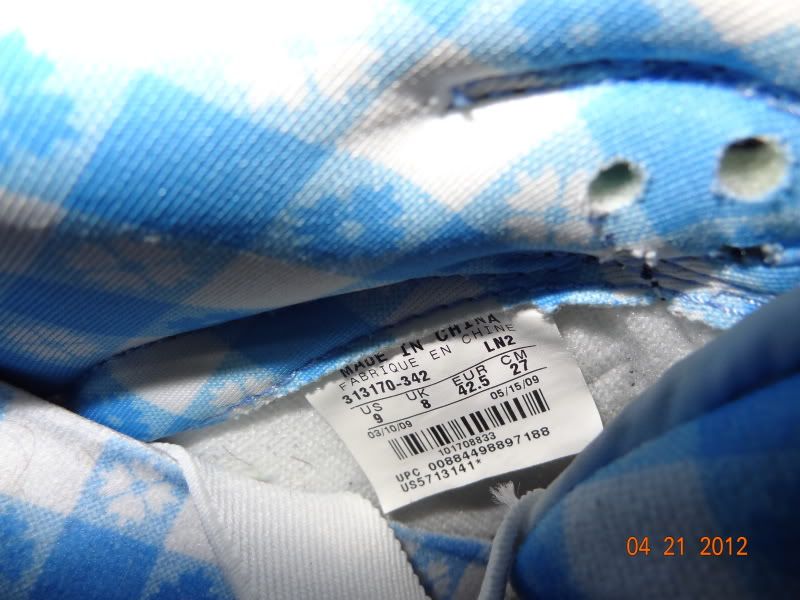 MADE IN CHINA
FABRIQUE EN CHINE
313170-342 LN2
US UK EUR CM
9 8 42.5 27
03/10/09 05/15/09
101708833
UPC 00884498897188
US5713141*
04 21 2012